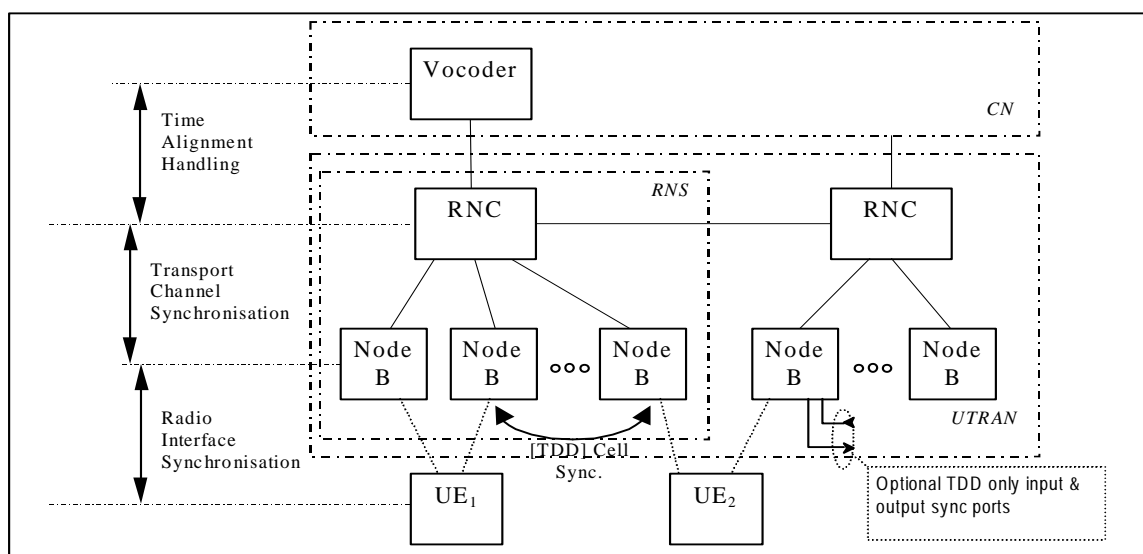 Vocoder
CN
Time
Alignment
Handling
RNS
RNC
RNC
Transport
Channel
Synchronisation
Node
B
Node
B
Node
B
Node
B
Node
B
UTRAN
Radio
Interface
Synchronisation
[TDD] Cell
Sync.
UE1
UE2
Optional TDD only input &
output sync ports